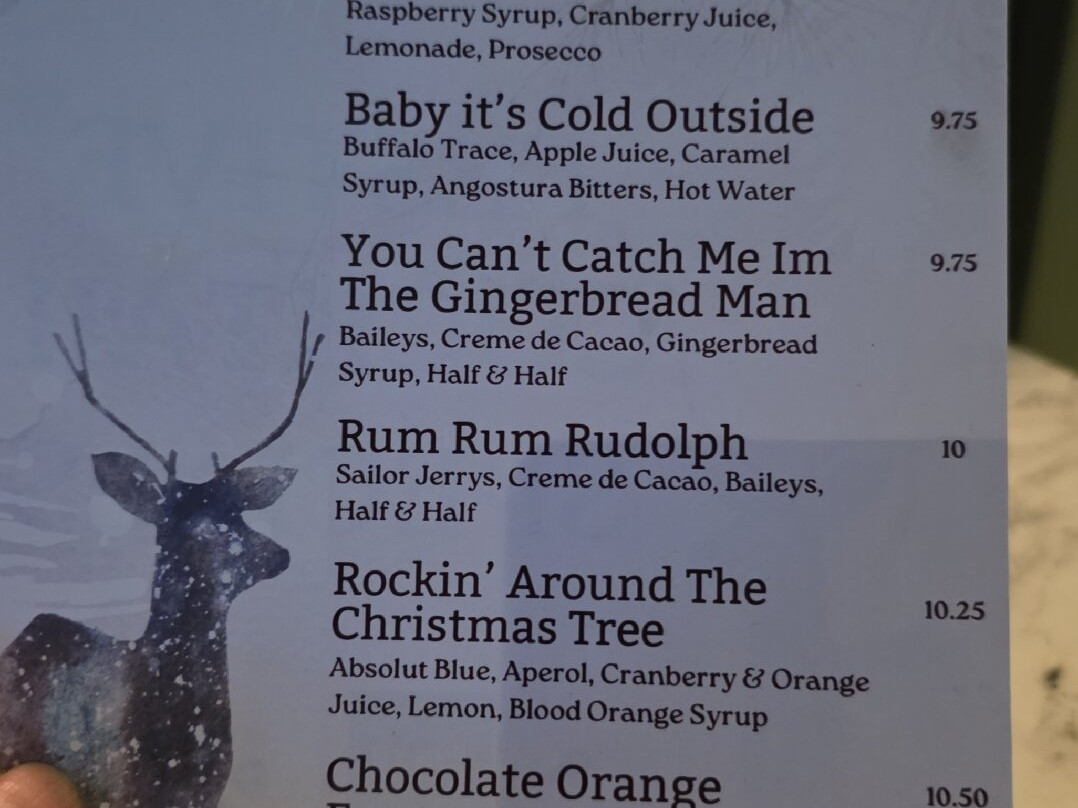 Raspberry Syrup, Cranberry Juice,
Lemonade, Prosecco
Baby it's Cold Outside 9.75
Buffalo Trace, Apple Juice, Caramel
Syrup, Angostura Bitters, Hot Water
You Can't Catch Me Im 9.75
The Gingerbread Man
Baileys, Creme de Cacao, Gingerbread
Syrup, Half & Half
Rum Rum Rudolph 10
Sailor Jerrys, Creme de Cacao, Baileys,
Half & Half
Rockin' Around The
Christmas Tree 10.25
Absolut Blue, Aperol, Cranberry & Orange
Juice, Lemon, Blood Orange Syrup
Chocolate Orange 10.50